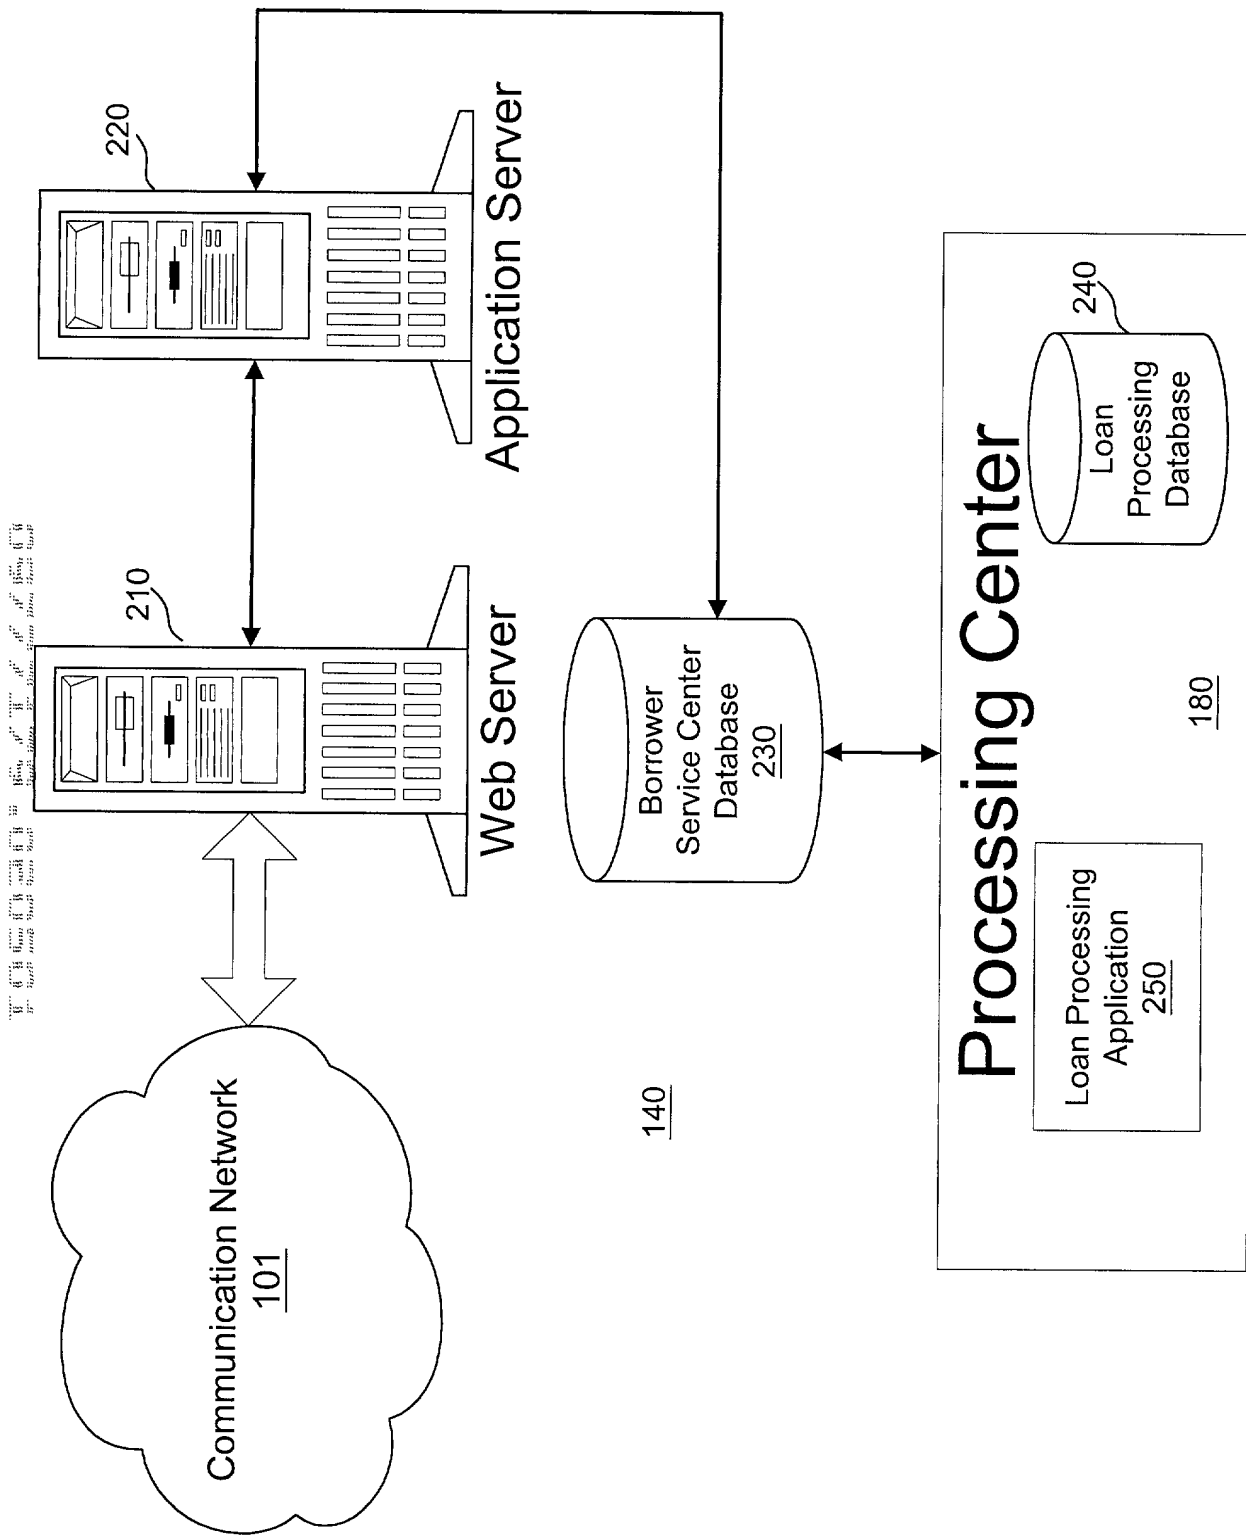 Communication Network
101
210
Web Server
220
Application Server
140
Borrower
Service Center
Database
230
Processing Center
Loan Processing
Application
250
180
240
Loan
Processing
Database